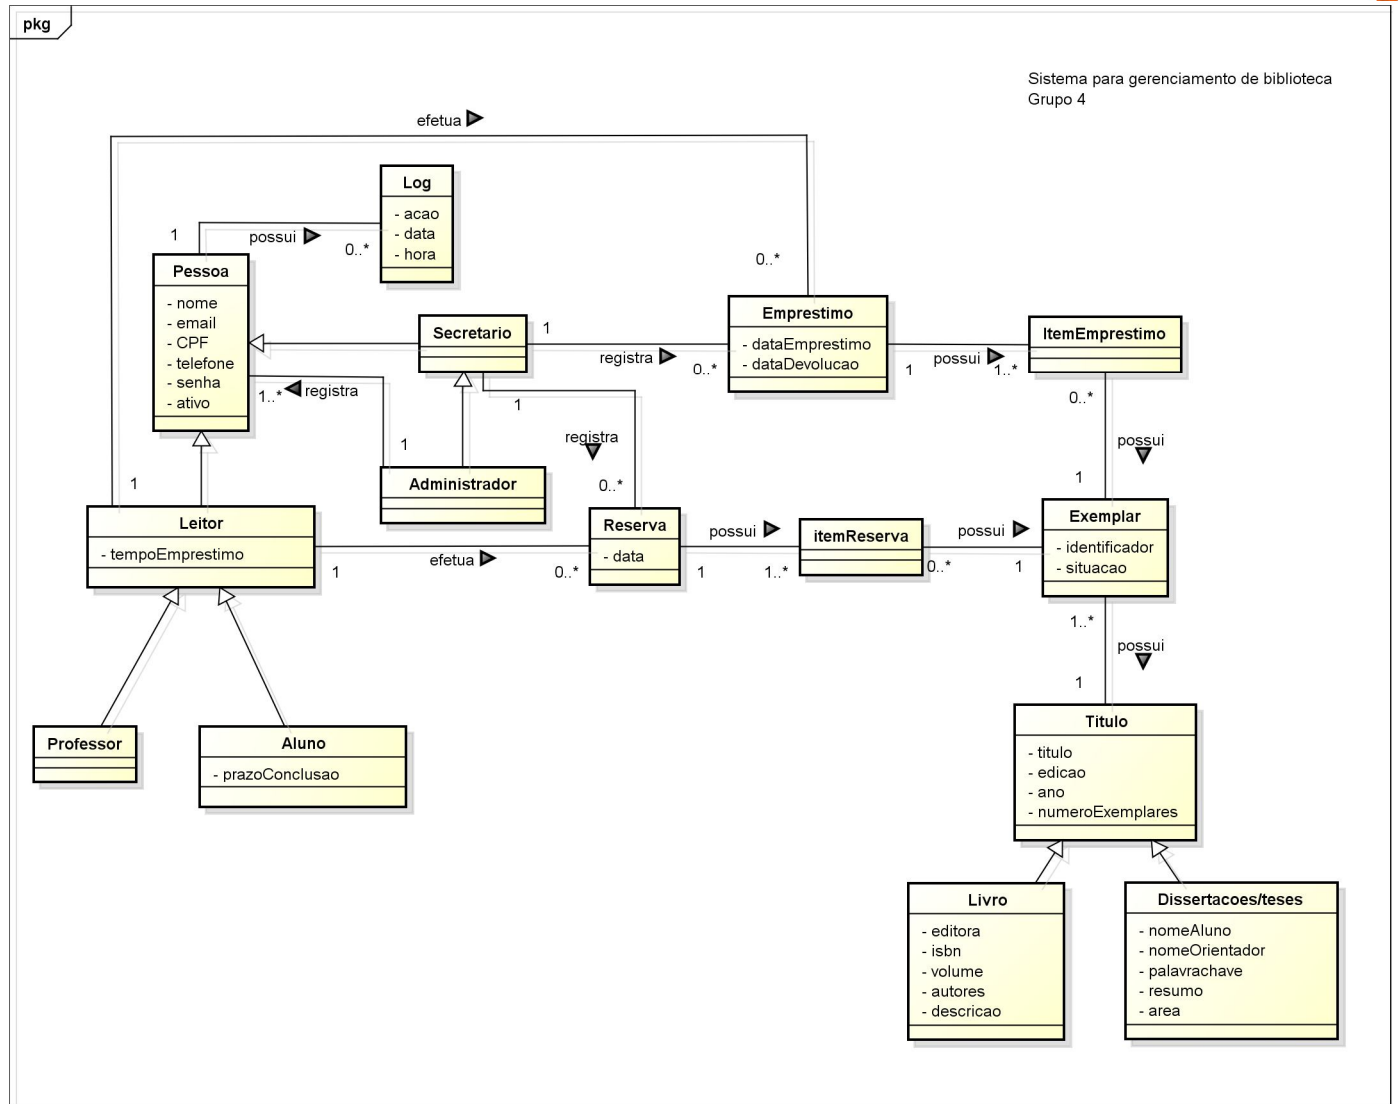 pkg
Sistema para gerenciamento de biblioteca
Grupo 4
efetua
Log
- acao
- data
- hora
1
possui
0..*
Pessoa
- nome
- email
- CPF
- telefone
- senha
- ativo
Secretario
1
registra
0..*
0..*
Emprestimo
- dataEmprestimo
- dataDevolucao
1
possui
1..*
ItemEmprestimo
1..*
registra
1
1
registra
0..*
0..*
possui
1
Administrador
1
Leitor
- tempoEmprestimo
1
efetua
0..*
Reserva
- data
1
possui
1..*
itemReserva
0..*
possui
1
Exemplar
- identificador
- situacao
1..*
possui
1
Professor
Aluno
- prazoConclusao
Titulo
- titulo
- edicao
- ano
- numeroExemplares
Livro
- editora
- isbn
- volume
- autores
- descricao
Dissertacoes/teses
- nomeAluno
- nomeOrientador
- palavrachave
- resumo
- area